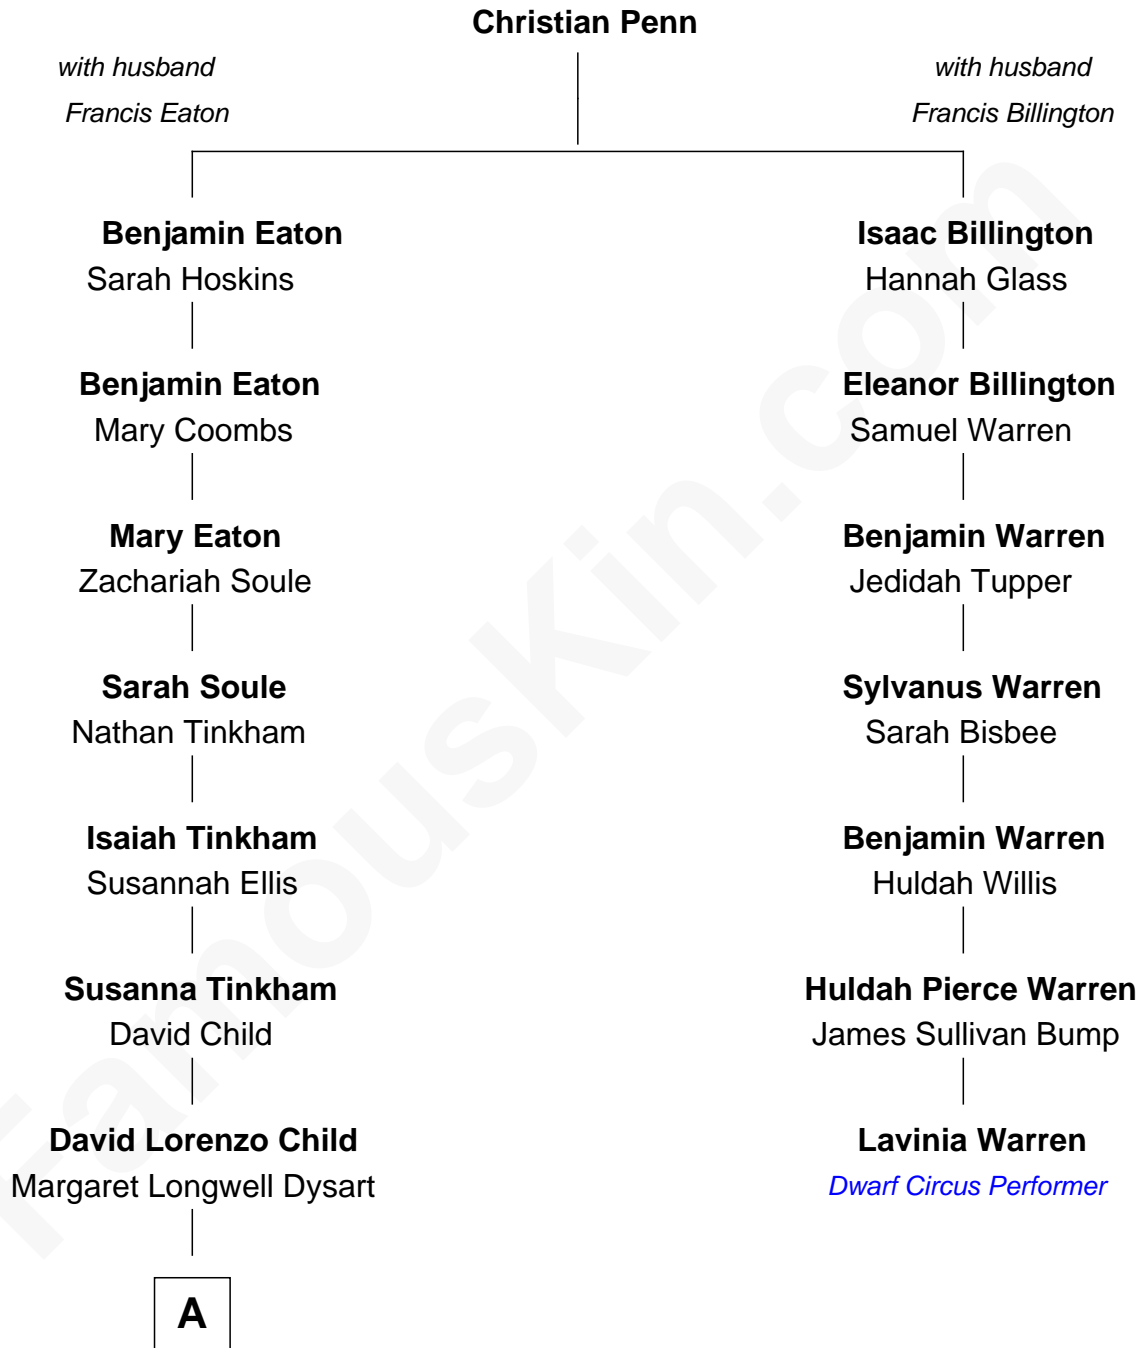 Christian Penn
with husband
Francis Eaton
with husband
Francis Billington
Benjamin Eaton
Sarah Hoskins
Benjamin Eaton
Mary Coombs
Mary Eaton
Zachariah Soule
Sarah Soule
Nathan Tinkham
Isaiah Tinkham
Susannah Ellis
Susanna Tinkham
David Child
David Lorenzo Child
Margaret Longwell Dysart
A
Isaac Billington
Hannah Glass
Eleanor Billington
Samuel Warren
Benjamin Warren
Jedidah Tupper
Sylvanus Warren
Sarah Bisbee
Benjamin Warren
Huldah Willis
Huldah Pierce Warren
James Sullivan Bump
Lavinia Warren
Dwarf Circus Performer
FamousKin.com